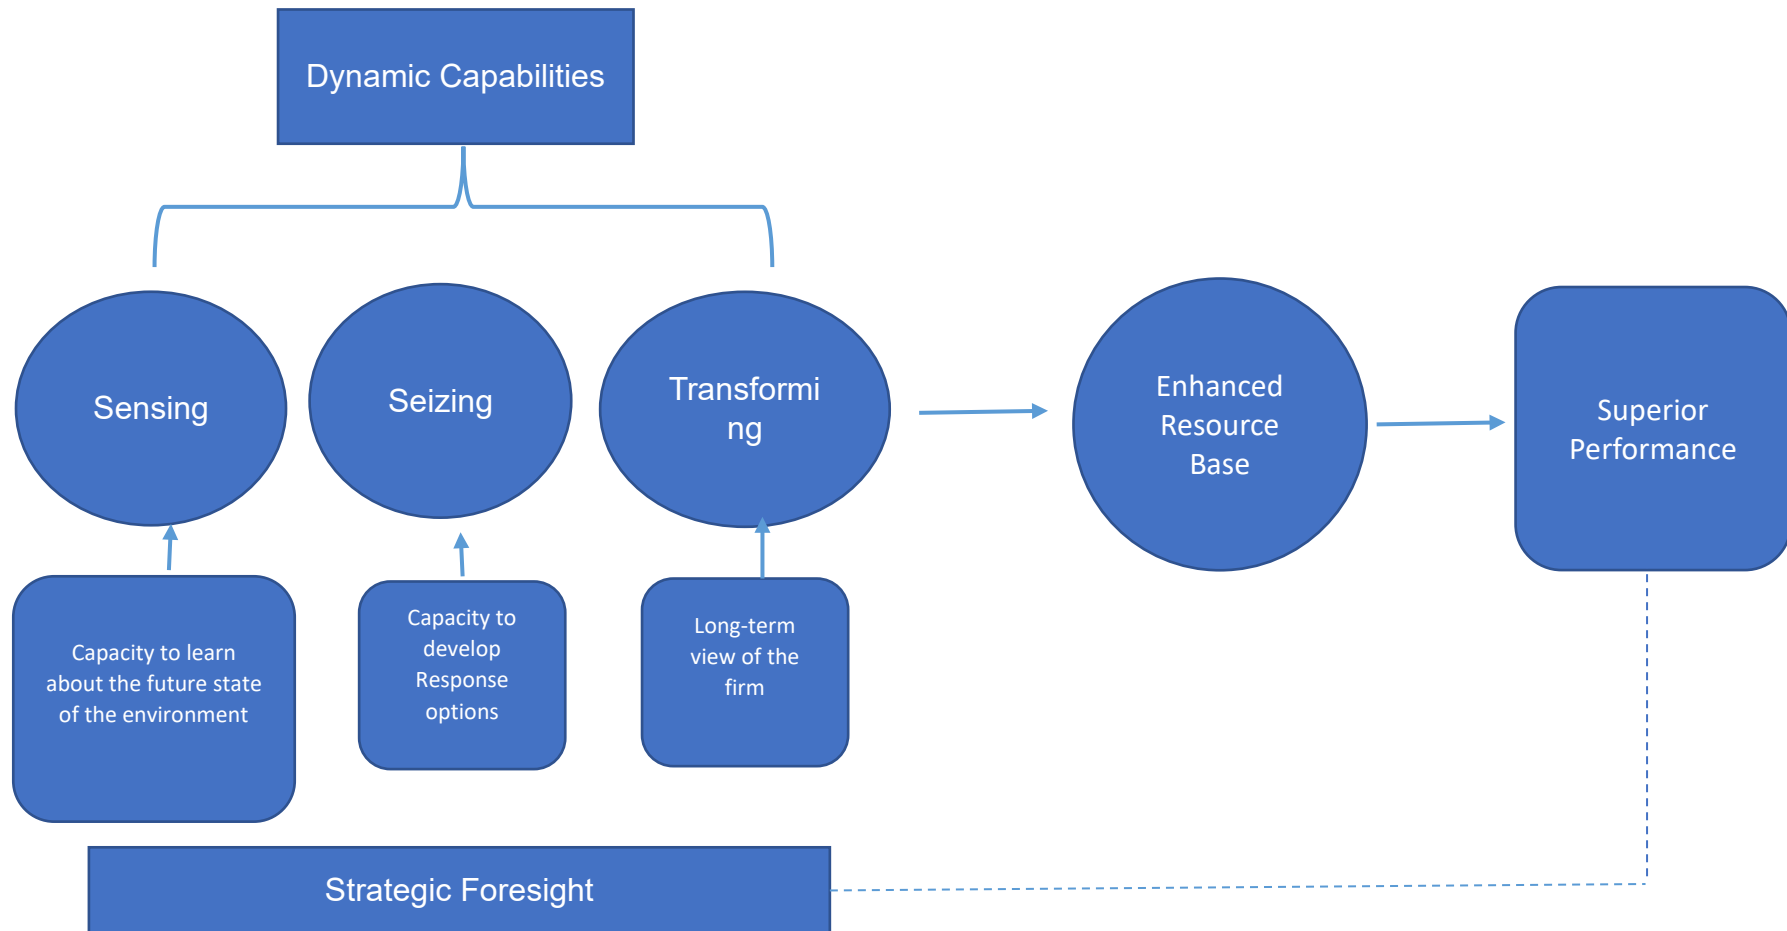 Dynamic Capabilities
Sensing
Seizing
Transformi
ng
Enhanced
Resource
Base
Superior
Performance
Capacity to learn
about the future state
of the environment
Capacity to
develop
Response
options
Long-term
view of the
firm
Strategic Foresight